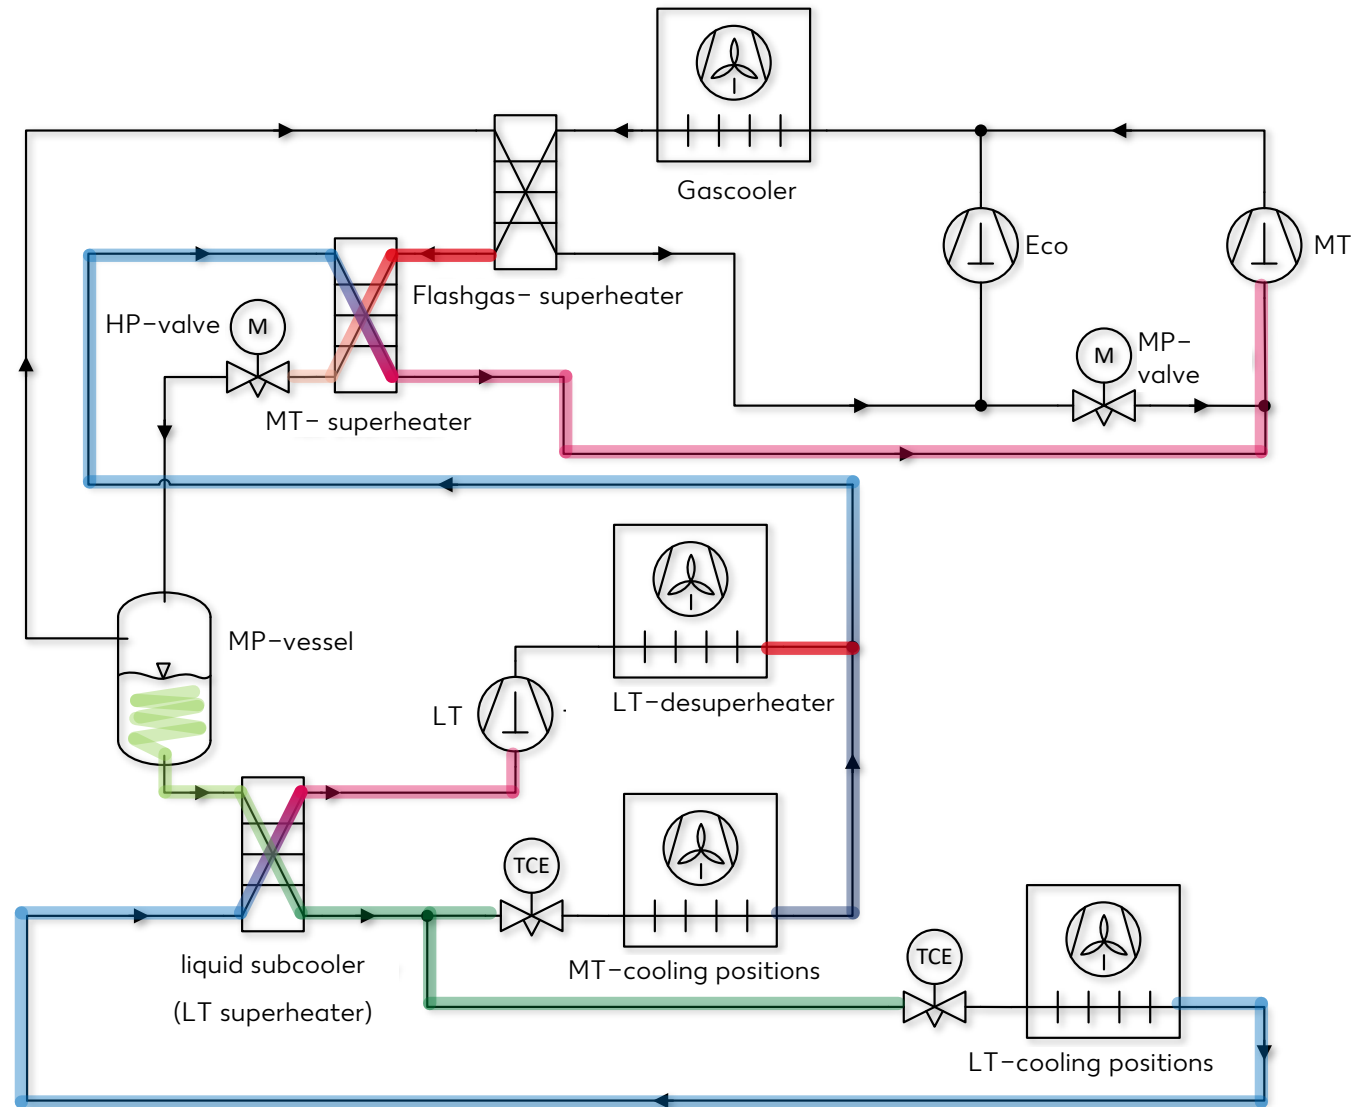 Gascooler
Eco
MT
Flashgas- superheater
HP-valve
M
M
MP-
valve
MT- superheater
MP-vessel
LT
LT-desuperheater
TCE
liquid subcooler
(LT superheater)
MT-cooling positions
TCE
LT-cooling positions